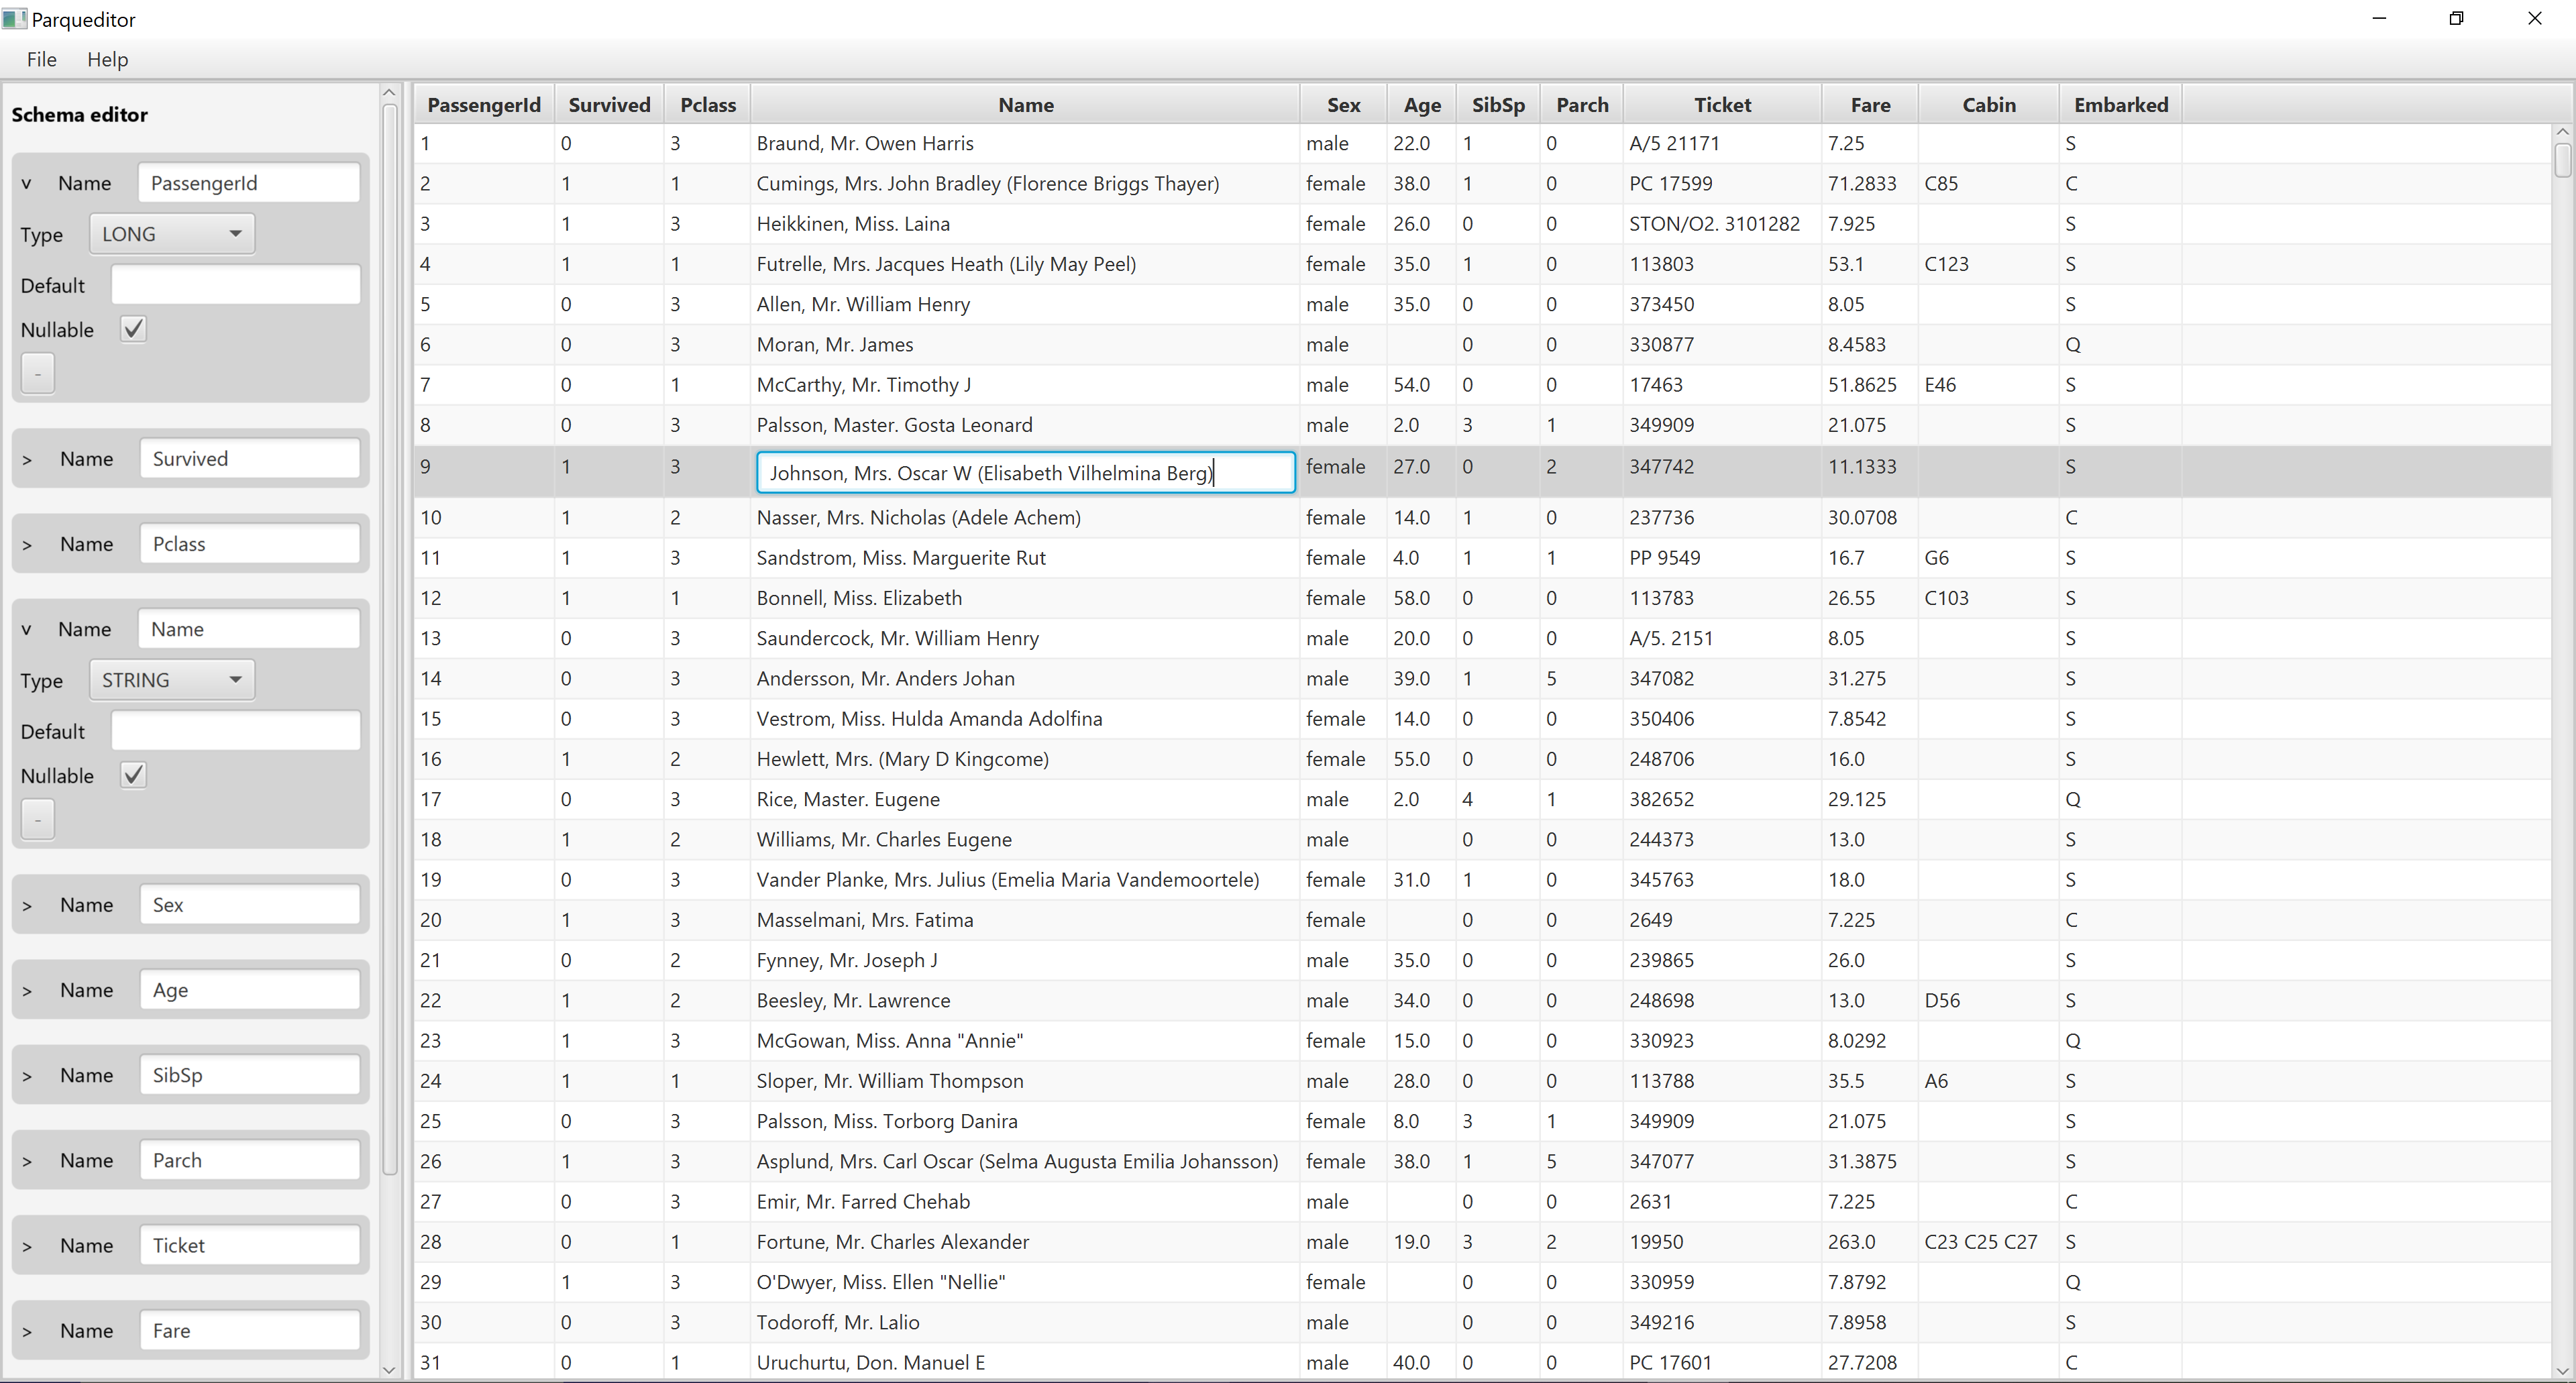 Parqueditor
File Help
Schema editor
v Name PassengerId
Type LONG
Default
Nullable
-
> Name Survived
> Name Pclass
v Name Name
Type STRING
Default
Nullable
-
> Name Sex
> Name Age
> Name SibSp
> Name Parch
> Name Ticket
> Name Fare
PassengerId Survived Pclass Name Sex Age SibSp Parch Ticket Fare Cabin Embarked
1 0 3 Braund, Mr. Owen Harris male 22.0 1 0 A/5 21171 7.25 S
2 1 1 Cumings, Mrs. John Bradley (Florence Briggs Thayer) female 38.0 1 0 PC 17599 71.2833 C85 C
3 1 3 Heikkinen, Miss. Laina female 26.0 0 0 STON/O2. 3101282 7.925 S
4 1 1 Futrelle, Mrs. Jacques Heath (Lily May Peel) female 35.0 1 0 113803 53.1 C123 S
5 0 3 Allen, Mr. William Henry male 35.0 0 0 373450 8.05 S
6 0 3 Moran, Mr. James male 0 0 330877 8.4583 Q
7 0 1 McCarthy, Mr. Timothy J male 54.0 0 0 17463 51.8625 E46 S
8 0 3 Palsson, Master. Gosta Leonard male 2.0 3 1 349909 21.075 S
9 1 3 Johnson, Mrs. Oscar W (Elisabeth Vilhelmina Berg) female 27.0 0 2 347742 11.1333 S
10 1 2 Nasser, Mrs. Nicholas (Adele Achem) female 14.0 1 0 237736 30.0708 C
11 1 3 Sandstrom, Miss. Marguerite Rut female 4.0 1 1 PP 9549 16.7 G6 S
12 1 1 Bonnell, Miss. Elizabeth female 58.0 0 0 113783 26.55 C103 S
13 0 3 Saundercock, Mr. William Henry male 20.0 0 0 A/5. 2151 8.05 S
14 0 3 Andersson, Mr. Anders Johan male 39.0 1 5 347082 31.275 S
15 0 3 Vestrom, Miss. Hulda Amanda Adolfina female 14.0 0 0 350406 7.8542 S
16 1 2 Hewlett, Mrs. (Mary D Kingcome) female 55.0 0 0 248706 16.0 S
17 0 3 Rice, Master. Eugene male 2.0 4 1 382652 29.125 Q
18 1 2 Williams, Mr. Charles Eugene male 0 0 244373 13.0 S
19 0 3 Vander Planke, Mrs. Julius (Emelia Maria Vandemoortele) female 31.0 1 0 345763 18.0 S
20 1 3 Masselmani, Mrs. Fatima female 0 0 2649 7.225 C
21 0 2 Fynney, Mr. Joseph J male 35.0 0 0 239865 26.0 S
22 1 2 Beesley, Mr. Lawrence male 34.0 0 0 248698 13.0 D56 S
23 1 3 McGowan, Miss. Anna "Annie" female 15.0 0 0 330923 8.0292 Q
24 1 1 Sloper, Mr. William Thompson male 28.0 0 0 113788 35.5 A6 S
25 0 3 Palsson, Miss. Torborg Danira female 8.0 3 1 349909 21.075 S
26 1 3 Asplund, Mrs. Carl Oscar (Selma Augusta Emilia Johansson) female 38.0 1 5 347077 31.3875 S
27 0 3 Emir, Mr. Farred Chehab male 0 0 2631 7.225 C
28 0 1 Fortune, Mr. Charles Alexander male 19.0 3 2 19950 263.0 C23 C25 C27 S
29 1 3 O'Dwyer, Miss. Ellen "Nellie" female 0 0 330959 7.8792 Q
30 0 3 Todoroff, Mr. Lalio male 0 0 349216 7.8958 S
31 0 1 Uruchurtu, Don. Manuel E male 40.0 0 0 PC 17601 27.7208 C